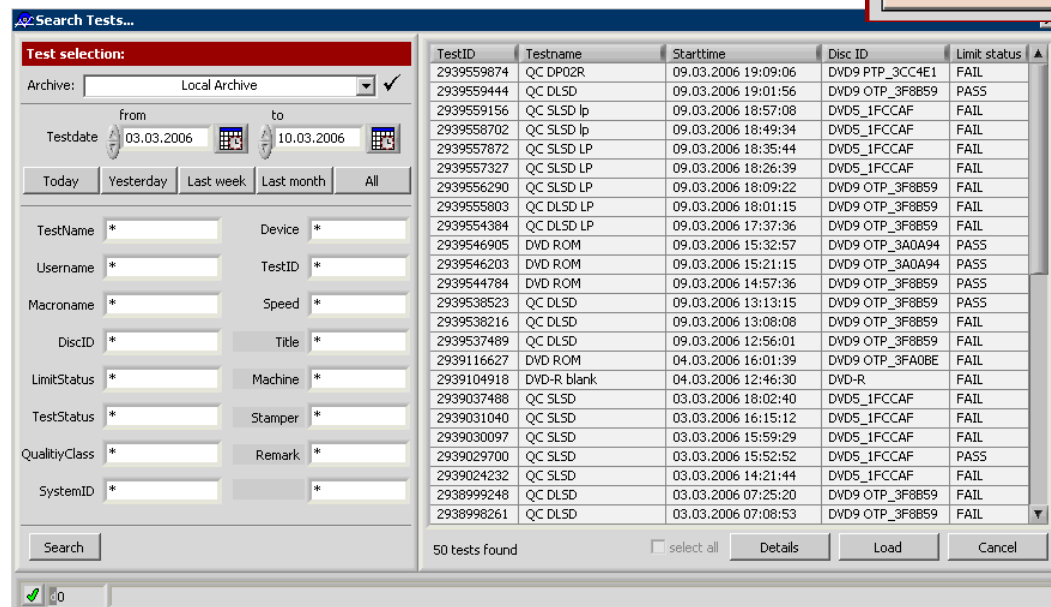 Search Tests...
Test selection:
Archive: Local Archive
from to
Testdate 03.03.2006 10.03.2006
Today Yesterday Last week Last month All
TestName * Device *
Username * TestID *
Macroname * Speed *
DiscID * Title *
LimitStatus * Machine *
TestStatus * Stamper *
QualitiyClass * Remark *
SystemID * *
Search
TestID Testname Starttime Disc ID Limit status
2939559874 QC DP02R 09.03.2006 19:09:06 DVD9 PTP_3CC4E1 FAIL
2939559444 QC DLSD 09.03.2006 19:01:56 DVD9 OTP_3F8B59 PASS
2939559156 QC SLSD lp 09.03.2006 18:57:08 DVD5_1FCCAF FAIL
2939558702 QC SLSD lp 09.03.2006 18:49:34 DVD5_1FCCAF FAIL
2939557872 QC SLSD LP 09.03.2006 18:35:44 DVD5_1FCCAF FAIL
2939557327 QC SLSD LP 09.03.2006 18:26:39 DVD5_1FCCAF FAIL
2939556290 QC SLSD LP 09.03.2006 18:09:22 DVD9 OTP_3F8B59 FAIL
2939555803 QC DLSD LP 09.03.2006 18:01:15 DVD9 OTP_3F8B59 FAIL
2939554384 QC DLSD LP 09.03.2006 17:37:36 DVD9 OTP_3F8B59 FAIL
2939546905 DVD ROM 09.03.2006 15:32:57 DVD9 OTP_3A0A94 PASS
2939546203 DVD ROM 09.03.2006 15:21:15 DVD9 OTP_3A0A94 PASS
2939544784 DVD ROM 09.03.2006 14:57:36 DVD9 OTP_3F8B59 PASS
2939538523 QC DLSD 09.03.2006 13:13:15 DVD9 OTP_3F8B59 PASS
2939538216 QC DLSD 09.03.2006 13:08:08 DVD9 OTP_3F8B59 FAIL
2939537489 QC DLSD 09.03.2006 12:56:01 DVD9 OTP_3F8B59 FAIL
2939116627 DVD ROM 04.03.2006 16:01:39 DVD9 OTP_3FA0BE FAIL
2939104918 DVD-R blank 04.03.2006 12:46:30 DVD-R FAIL
2939037488 QC SLSD 03.03.2006 18:02:40 DVD5_1FCCAF FAIL
2939031040 QC SLSD 03.03.2006 16:15:12 DVD5_1FCCAF FAIL
2939030097 QC SLSD 03.03.2006 15:59:29 DVD5_1FCCAF FAIL
2939029700 QC SLSD 03.03.2006 15:52:52 DVD5_1FCCAF PASS
2939024232 QC SLSD 03.03.2006 14:21:44 DVD5_1FCCAF FAIL
2938999248 QC DLSD 03.03.2006 07:25:20 DVD9 OTP_3F8B59 FAIL
2938998261 QC DLSD 03.03.2006 07:08:53 DVD9 OTP_3F8B59 FAIL
50 tests found select all Details Load Cancel
d0